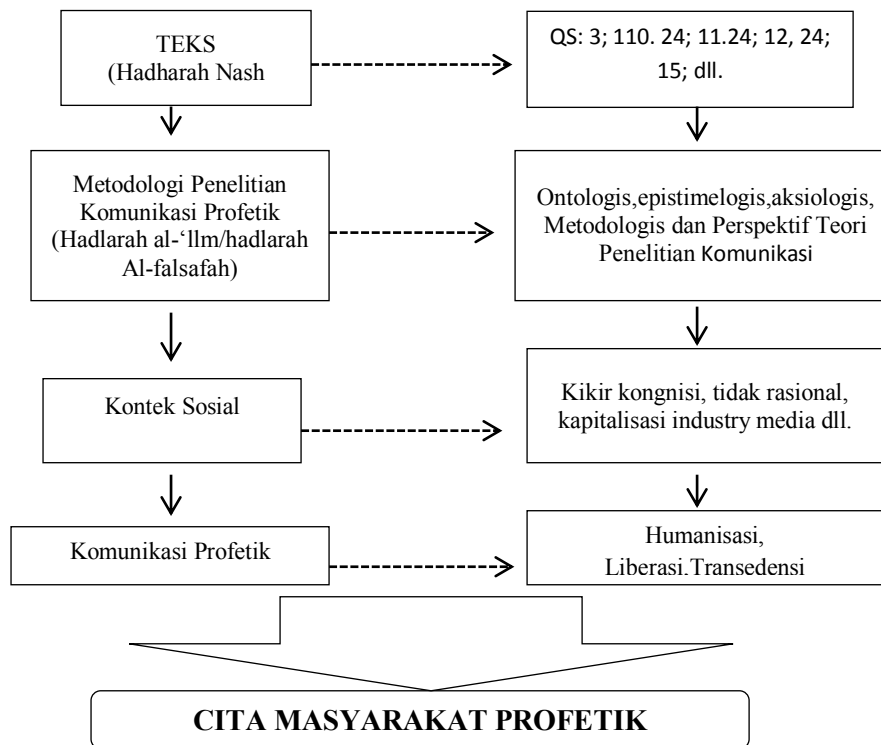 TEKS
(Hadharah Nash
QS: 3; 110. 24; 11.24; 12, 24;
15; dll.
Metodologi Penelitian
Komunikasi Profetik
(Hadlarah al-‘llm/hadlarah
Al-falsafah)
Ontologis,epistimelogis,aksiologis,
Metodologis dan Perspektif Teori
Penelitian Komunikasi
Kontek Sosial
Kikir kongnisi, tidak rasional,
kapitalisasi industry media dll.
Komunikasi Profetik
Humanisasi,
Liberasi.Transedensi
CITA MASYARAKAT PROFETIK